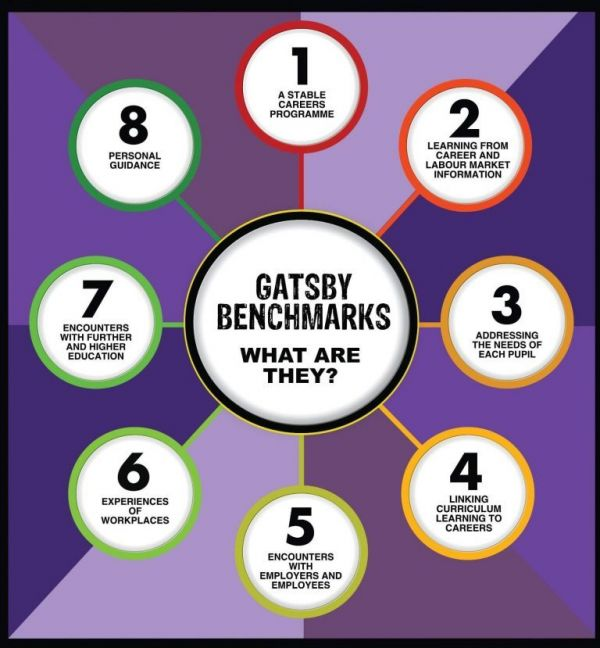 GATSBY
BENCHMARKS
WHAT ARE
THEY?
1
A STABLE
CAREERS
PROGRAMME
2
LEARNING FROM
CAREER AND
LABOUR MARKET
INFORMATION
3
ADDRESSING
THE NEEDS OF
EACH PUPIL
4
LINKING
CURRICULUM
LEARNING TO
CAREERS
5
ENCOUNTERS
WITH
EMPLOYERS AND
EMPLOYEES
6
EXPERIENCES
OF
WORKPLACES
7
ENCOUNTERS
WITH FURTHER
AND HIGHER
EDUCATION
8
PERSONAL
GUIDANCE